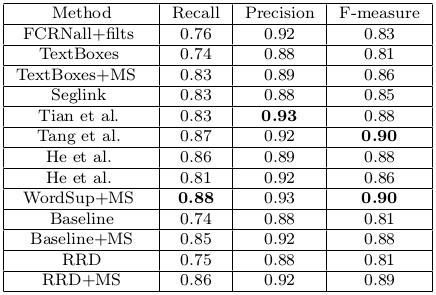 Method Recall Precision F-measure
FCRNall+filts 0.76 0.92 0.83
TextBoxes 0.74 0.88 0.81
TextBoxes+MS 0.83 0.89 0.86
Seglink 0.83 0.88 0.85
Tian et al. 0.83 0.93 0.88
Tang et al. 0.87 0.92 0.90
He et al. 0.86 0.89 0.88
He et al. 0.81 0.92 0.86
WordSup+MS 0.88 0.93 0.90
Baseline 0.74 0.88 0.81
Baseline+MS 0.85 0.92 0.88
RRD 0.75 0.88 0.81
RRD+MS 0.86 0.92 0.89